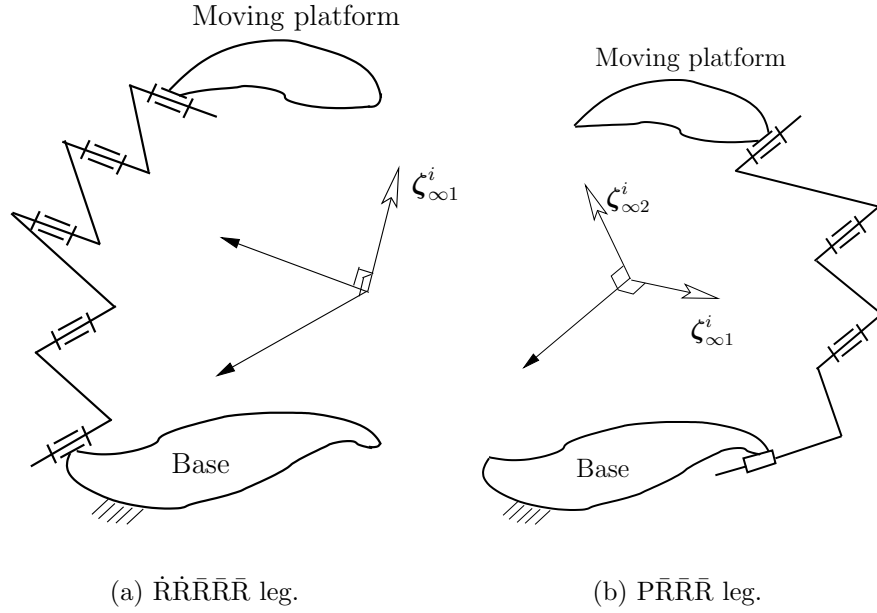 Moving platform
Moving platform
ζ^i_∞1
ζ^i_∞2
ζ^i_∞1
Base
Base
(a) ṘṘR̄R̄R̄ leg.
(b) PR̄R̄R̄ leg.